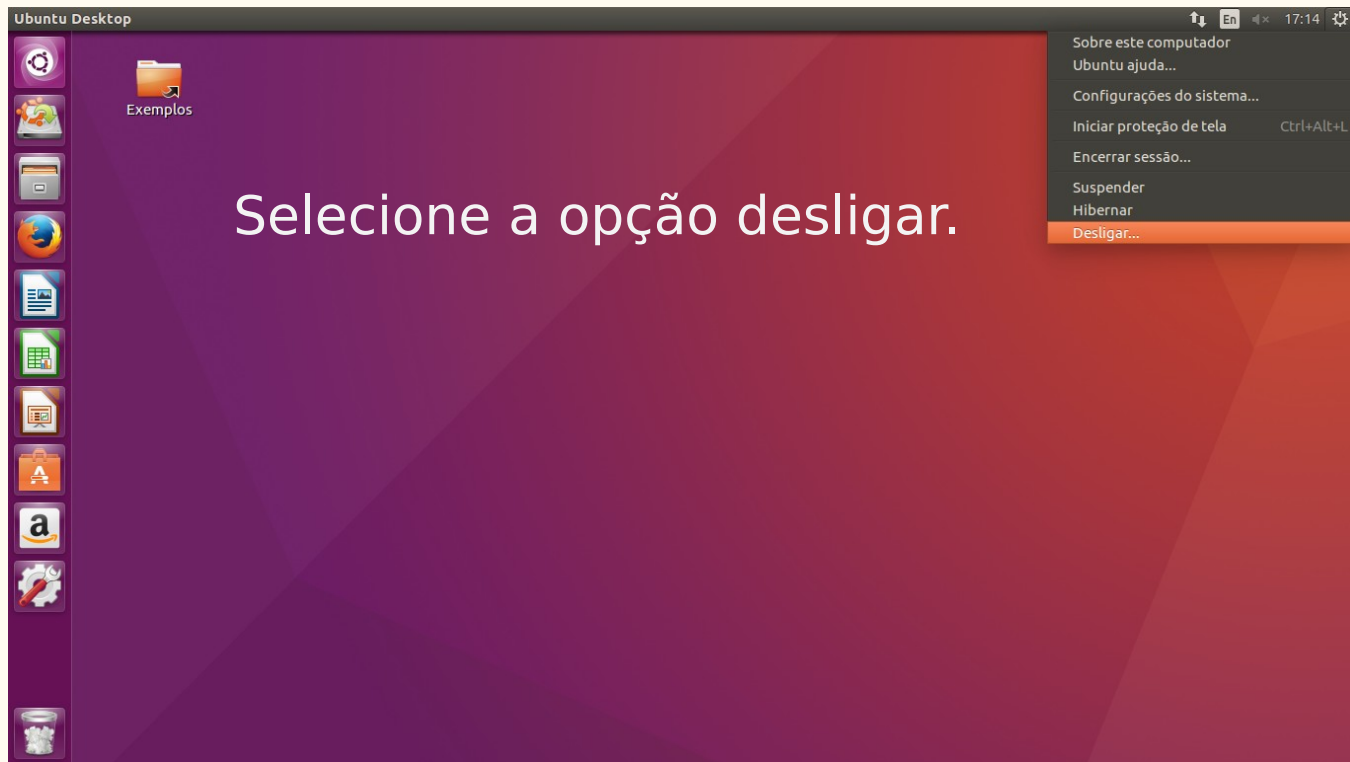 Ubuntu Desktop
En
17:14
Exemplos
Selecione a opção desligar.
Sobre este computador
Ubuntu ajuda...
Configurações do sistema...
Iniciar proteção de tela Ctrl+Alt+L
Encerrar sessão...
Suspender
Hibernar
Desligar...
A
a